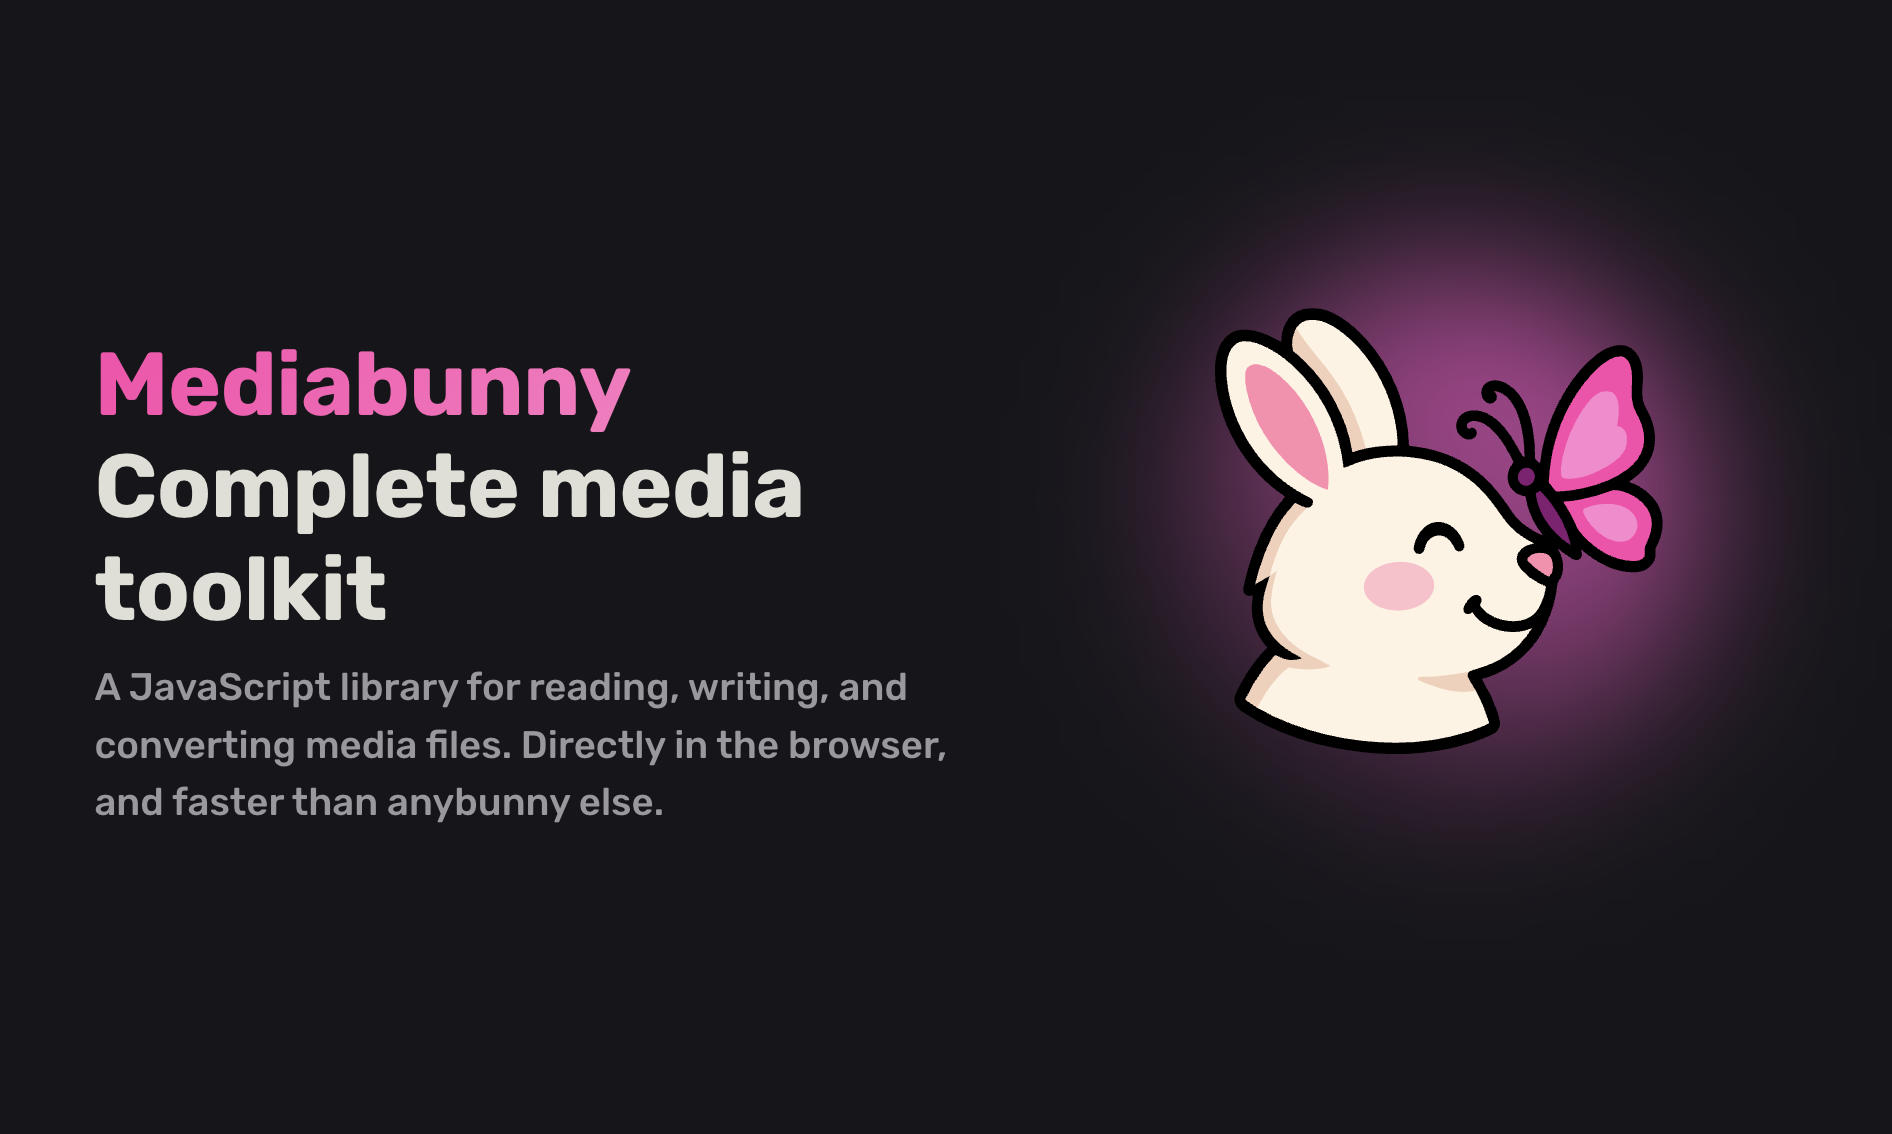 Mediabunny
Complete media
toolkit
A JavaScript library for reading, writing, and
converting media files. Directly in the browser,
and faster than anybunny else.